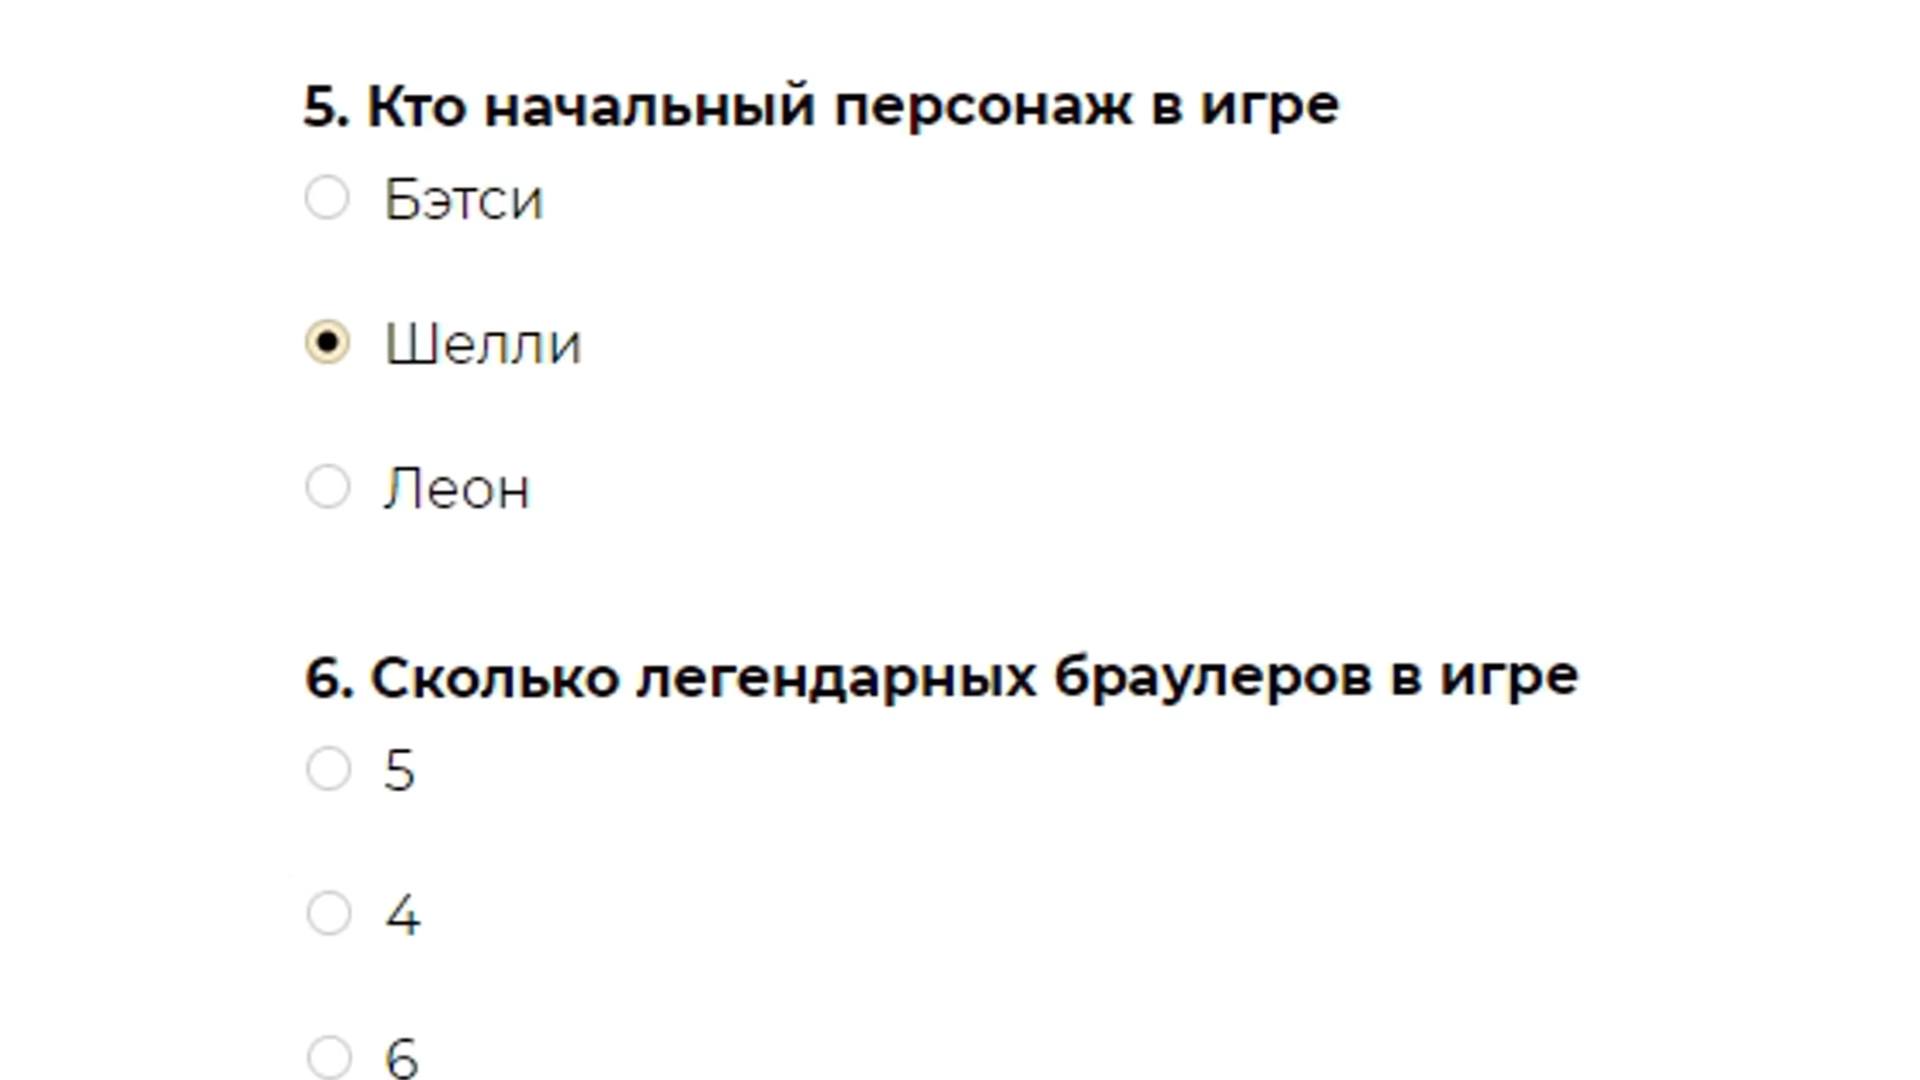 5. Кто начальный персонаж в игре
Бэтси
Шелли
Леон
6. Сколько легендарных браулеров в игре
5
4
6